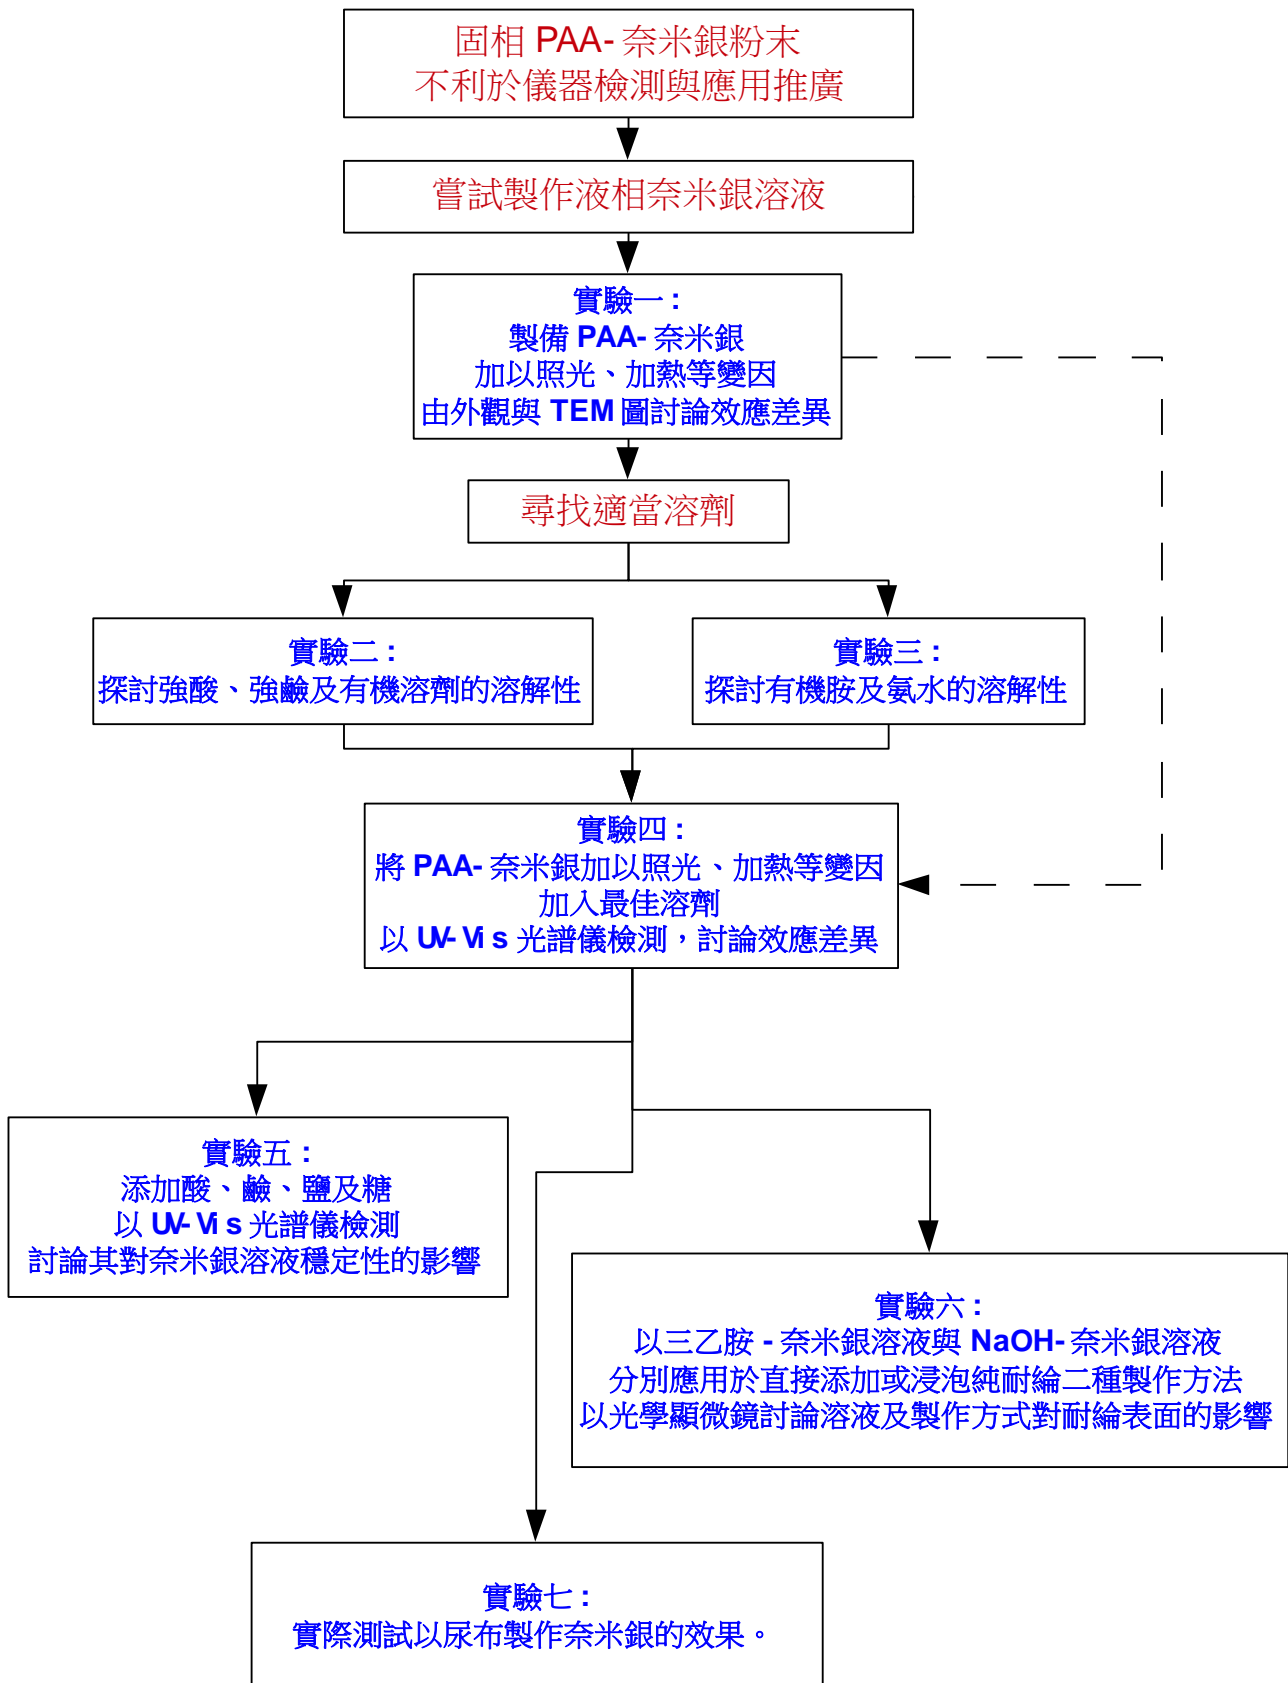 固相 PAA- 奈米銀粉末
不利於儀器檢測與應用推廣
嘗試製作液相奈米銀溶液
實驗一：
製備 PAA- 奈米銀
加以照光、加熱等變因
由外觀與 TEM 圖討論效應差異
尋找適當溶劑
實驗二：
探討強酸、強鹼及有機溶劑的溶解性
實驗三：
探討有機胺及氨水的溶解性
實驗四：
將 PAA- 奈米銀加以照光、加熱等變因
加入最佳溶劑
以 UV-Vis 光譜儀檢測，討論效應差異
實驗五：
添加酸、鹼、鹽及糖
以 UV-Vis 光譜儀檢測
討論其對奈米銀溶液穩定性的影響
實驗六：
以三乙胺 - 奈米銀溶液與 NaOH- 奈米銀溶液
分別應用於直接添加或浸泡純耐綸二種製作方法
以光學顯微鏡討論溶液及製作方式對耐綸表面的影響
實驗七：
實際測試以尿布製作奈米銀的效果。